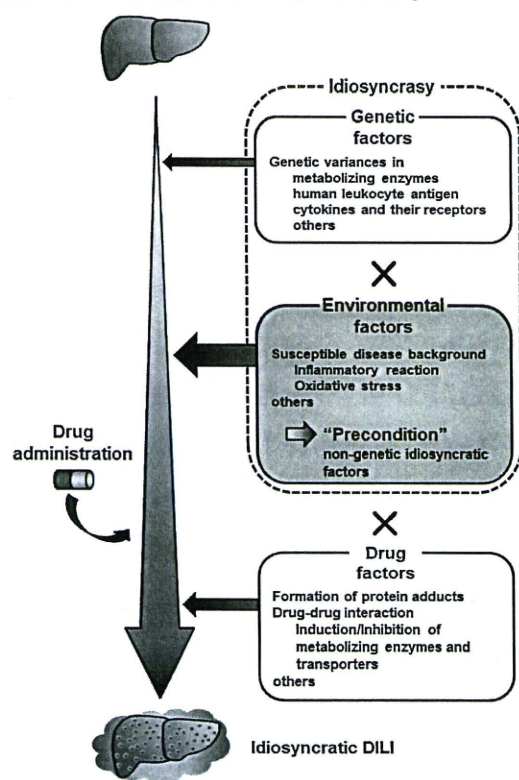 Idiosyncrasy
Genetic
factors
Genetic variances in
metabolizing enzymes
human leukocyte antigen
cytokines and their receptors
others
×
Environmental
factors
Susceptible disease background
Inflammatory reaction
Oxidative stress
others
"Precondition"
non-genetic idiosyncratic
factors
Drug
administration
×
Drug
factors
Formation of protein adducts
Drug-drug interaction
Induction/Inhibition of
metabolizing enzymes and
transporters
others
Idiosyncratic DILI